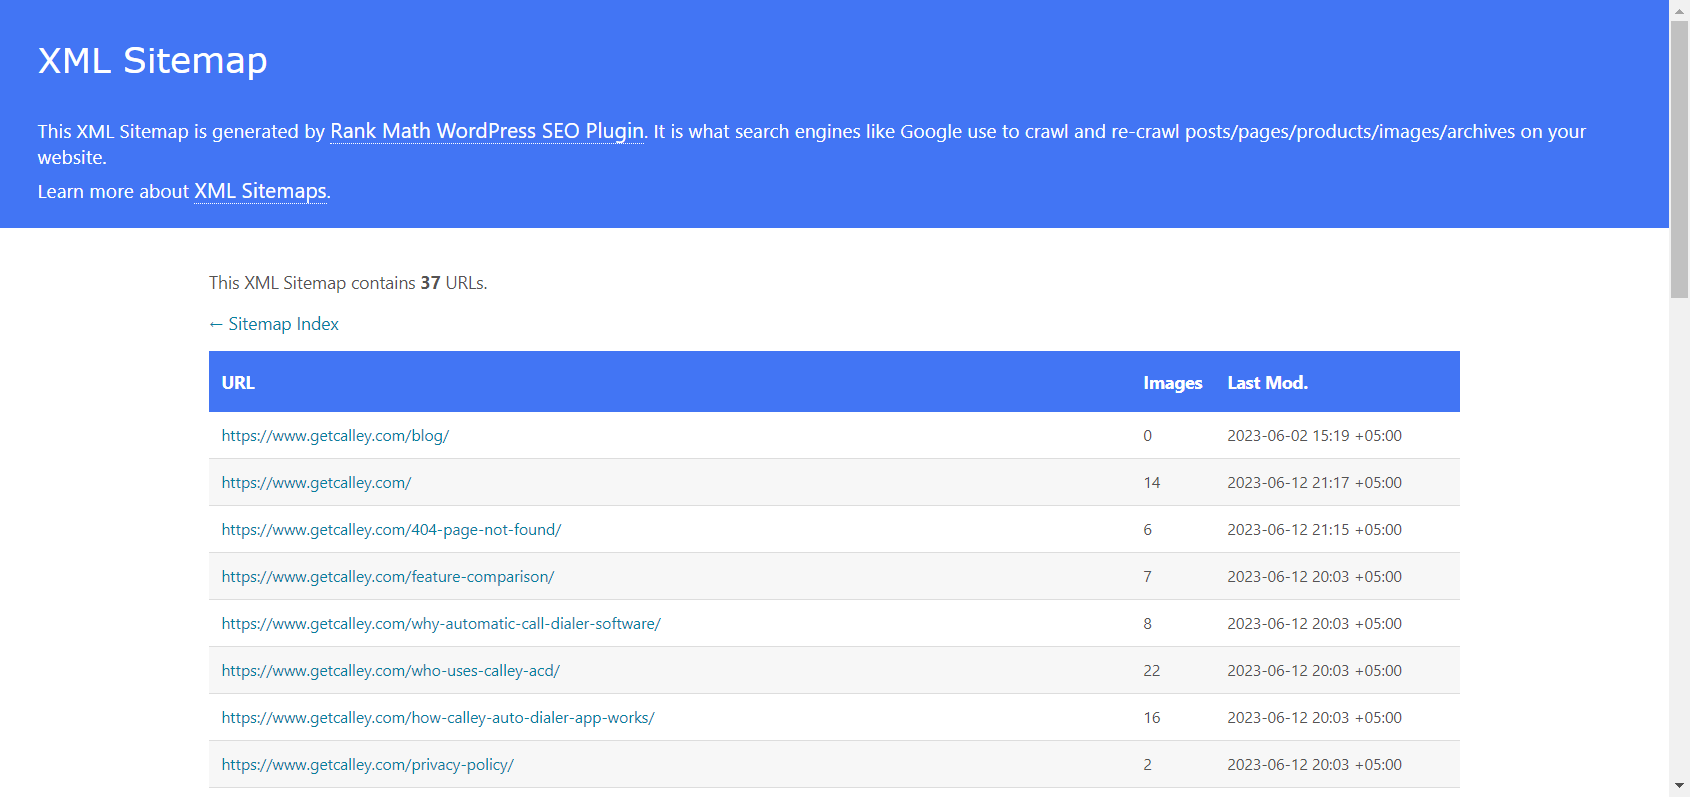 XML Sitemap
This XML Sitemap is generated by Rank Math WordPress SEO Plugin. It is what search engines like Google use to crawl and re-crawl posts/pages/products/images/archives on your
website.
Learn more about XML Sitemaps.
This XML Sitemap contains 37 URLs.
← Sitemap Index
URL Images Last Mod.
https://www.getcalley.com/blog/ 0 2023-06-02 15:19 +05:00
https://www.getcalley.com/ 14 2023-06-12 21:17 +05:00
https://www.getcalley.com/404-page-not-found/ 6 2023-06-12 21:15 +05:00
https://www.getcalley.com/feature-comparison/ 7 2023-06-12 20:03 +05:00
https://www.getcalley.com/why-automatic-call-dialer-software/ 8 2023-06-12 20:03 +05:00
https://www.getcalley.com/who-uses-calley-acd/ 22 2023-06-12 20:03 +05:00
https://www.getcalley.com/how-calley-auto-dialer-app-works/ 16 2023-06-12 20:03 +05:00
https://www.getcalley.com/privacy-policy/ 2 2023-06-12 20:03 +05:00